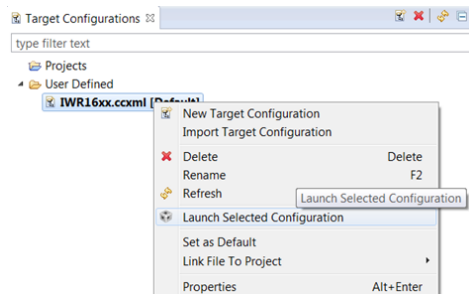 Target Configurations
type filter text
Projects
User Defined
IWR16xx.ccxml [Default]
New Target Configuration
Import Target Configuration
Delete Delete
Rename F2
Refresh
Launch Selected Configuration
Launch Selected Configuration
Set as Default
Link File To Project
Properties Alt+Enter